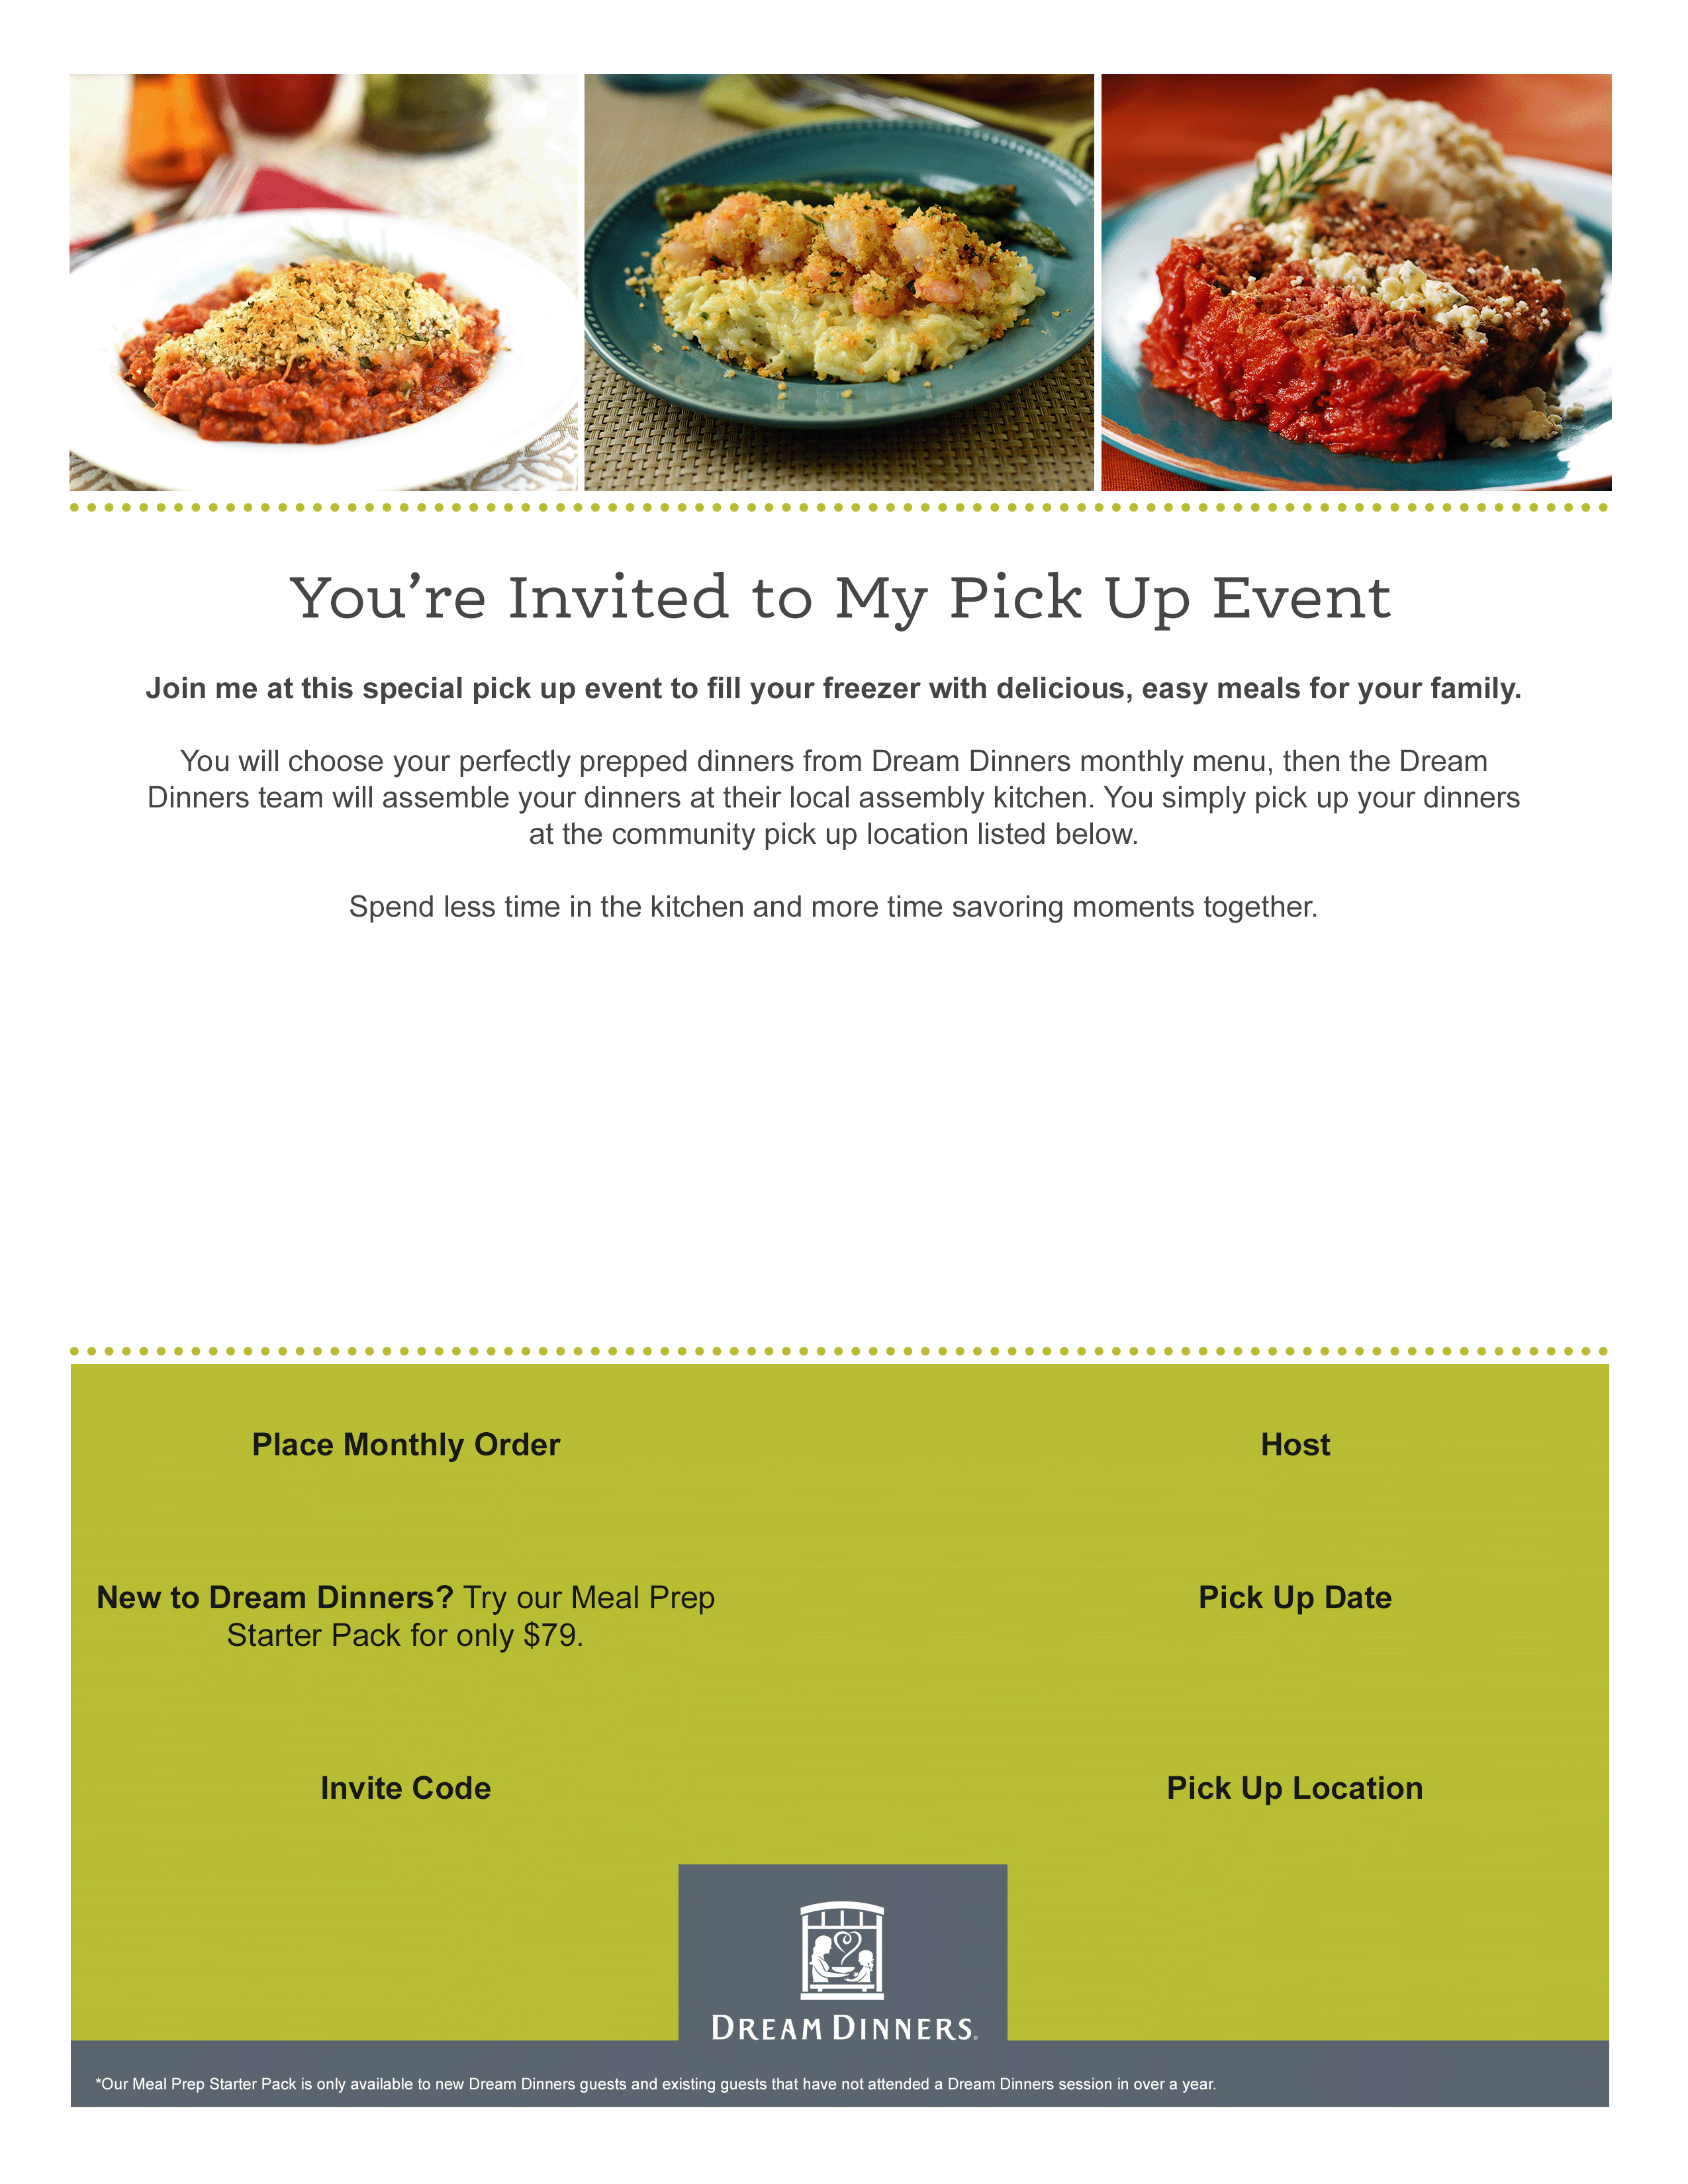 You’re Invited to My Pick Up Event
Join me at this special pick up event to fill your freezer with delicious, easy meals for your family.
You will choose your perfectly prepped dinners from Dream Dinners monthly menu, then the Dream
Dinners team will assemble your dinners at their local assembly kitchen. You simply pick up your dinners
at the community pick up location listed below.
Spend less time in the kitchen and more time savoring moments together.
Place Monthly Order
New to Dream Dinners? Try our Meal Prep
Starter Pack for only $79.
Invite Code
Host
Pick Up Date
Pick Up Location
DREAM DINNERS®
*Our Meal Prep Starter Pack is only available to new Dream Dinners guests and existing guests that have not attended a Dream Dinners session in over a year.